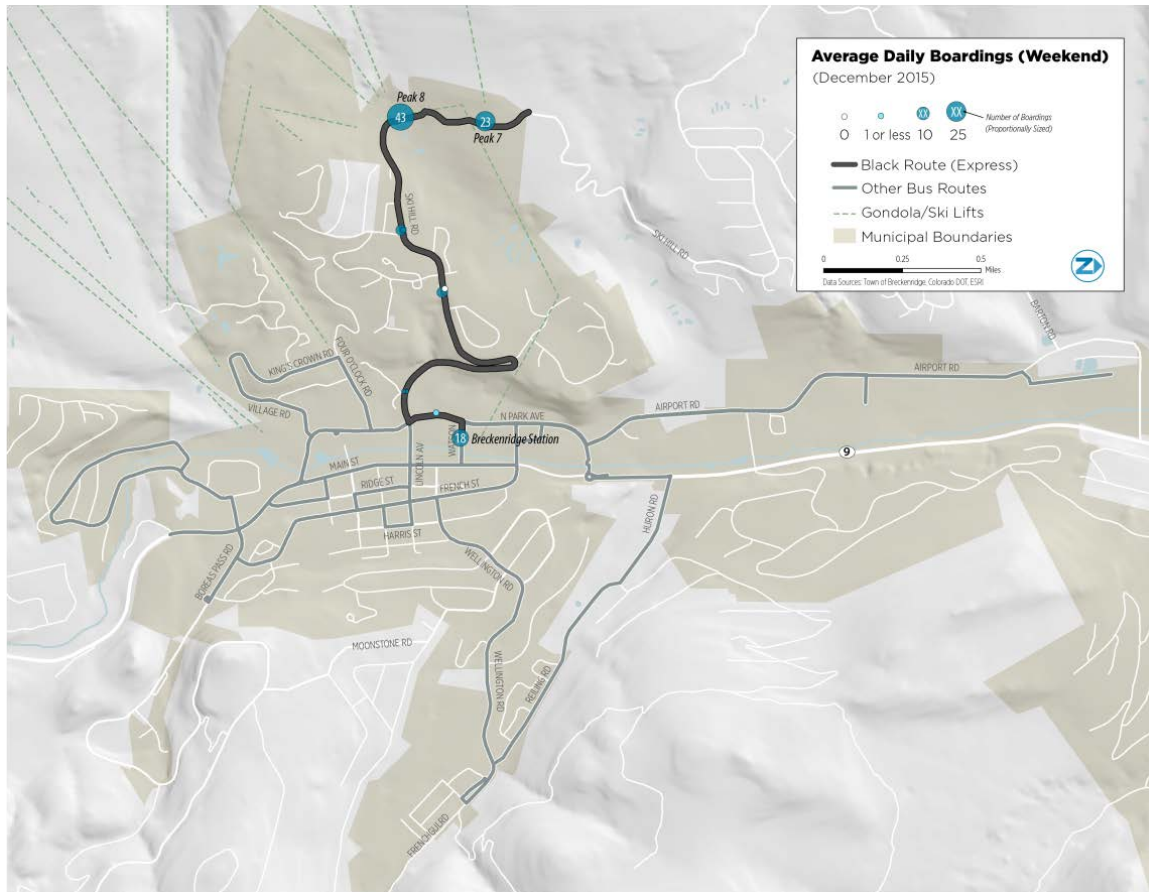 Average Daily Boardings (Weekend)
(December 2015)
XX
XX
Number of Boardings
(Proportionally Sized)
0
1 or less
10
25
Black Route (Express)
Other Bus Routes
Gondola/Ski Lifts
Municipal Boundaries
0
0.25
0.5
Miles
Data Sources: Town of Breckenridge, Colorado DOT, ESRI
Z
Peak 8
43
23
Peak 7
SKI HILL RD
SKI HILL RD
BARTON RD
KING'S CROWN RD
FOUR O'CLOCK RD
VILLAGE RD
AIRPORT RD
AIRPORT RD
N PARK AVE
18
Breckenridge Station
LINCOLN AV
9
MAIN ST
RIDGE ST
FRENCH ST
HARRIS ST
HURON RD
WELLINGTON RD
BOREAS PASS RD
MOONSTONE RD
WELLINGTON RD
REILING RD